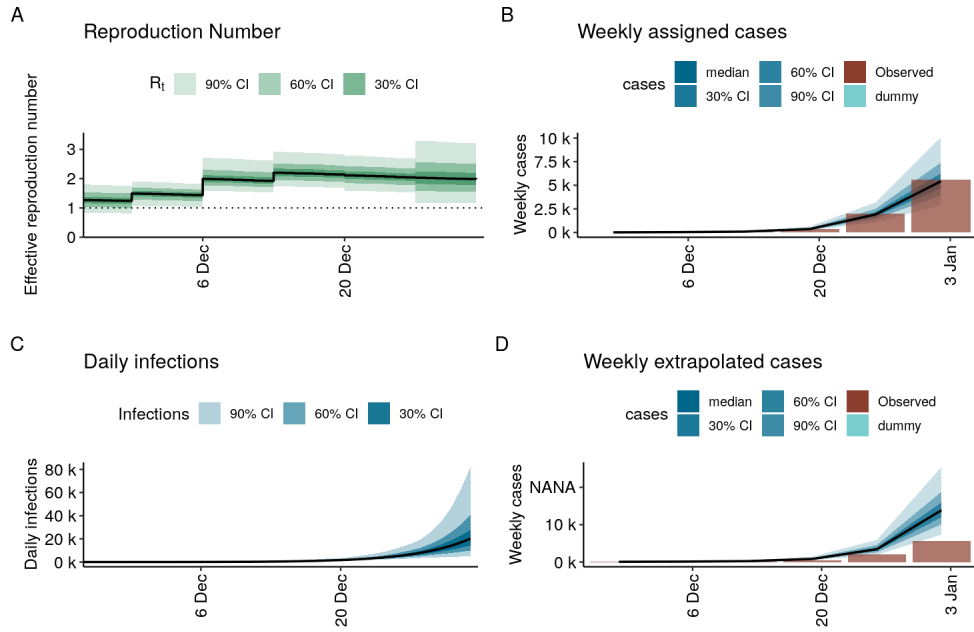 A
Reproduction Number
Rt 90% CI 60% CI 30% CI
Effective reproduction number
3
2
1
0
6 Dec
20 Dec
B
Weekly assigned cases
cases
median 60% CI Observed
30% CI 90% CI dummy
Weekly cases
10 k
7.5 k
5 k
2.5 k
0 k
6 Dec
20 Dec
3 Jan
C
Daily infections
Infections 90% CI 60% CI 30% CI
Daily infections
80 k
60 k
40 k
20 k
0 k
6 Dec
20 Dec
D
Weekly extrapolated cases
cases
median 60% CI Observed
30% CI 90% CI dummy
Weekly cases
NANA
10 k
0 k
6 Dec
20 Dec
3 Jan